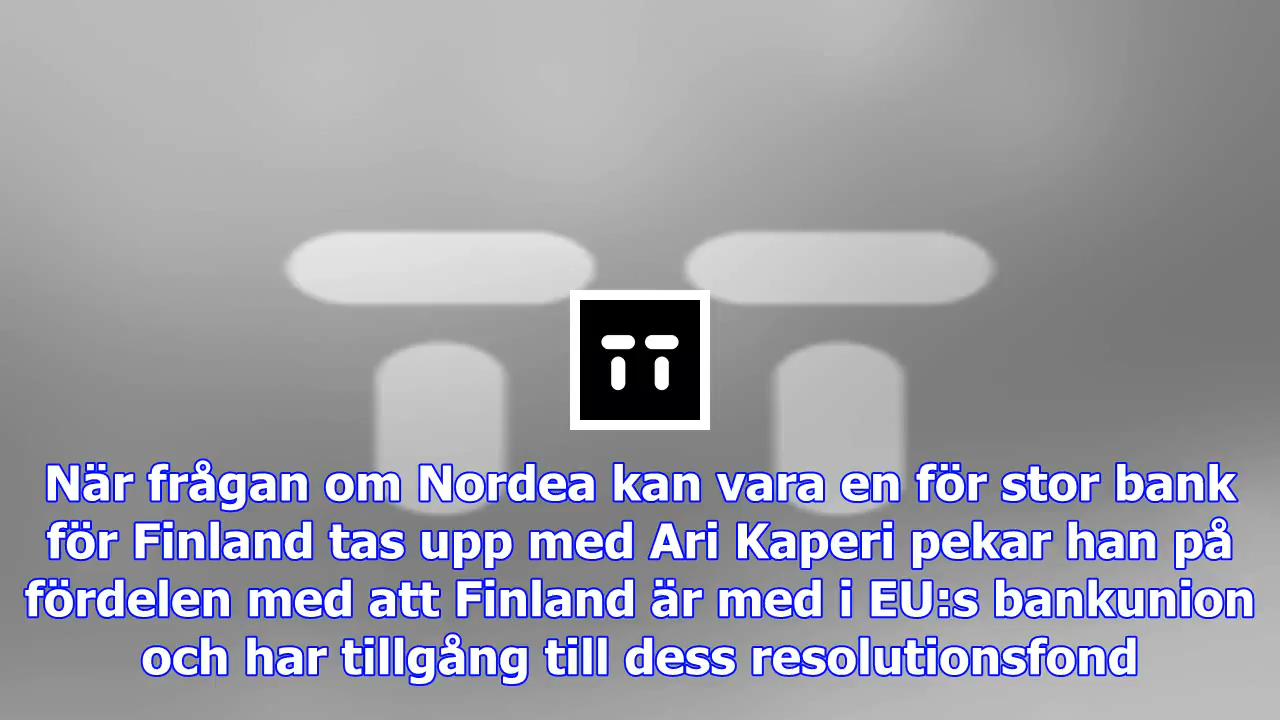 TT
När frågan om Nordea kan vara en för stor bank
för Finland tas upp med Ari Kaperi pekar han på
fördelen med att Finland är med i EU:s bankunion
och har tillgång till dess resolutionsfond